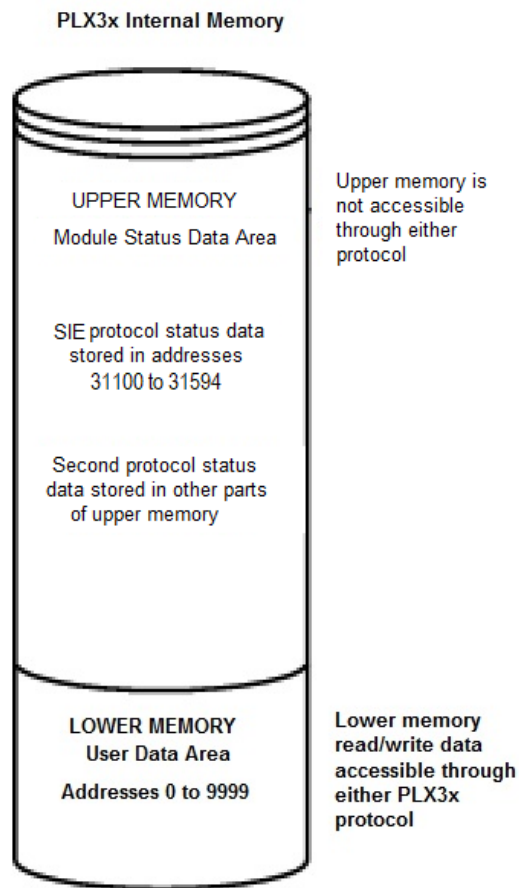 PLX3x Internal Memory
UPPER MEMORY
Module Status Data Area
Upper memory is
not accessible
through either
protocol
SIE protocol status data
stored in addresses
31100 to 31594
Second protocol status
data stored in other parts
of upper memory
LOWER MEMORY
User Data Area
Addresses 0 to 9999
Lower memory
read/write data
accessible through
either PLX3x
protocol